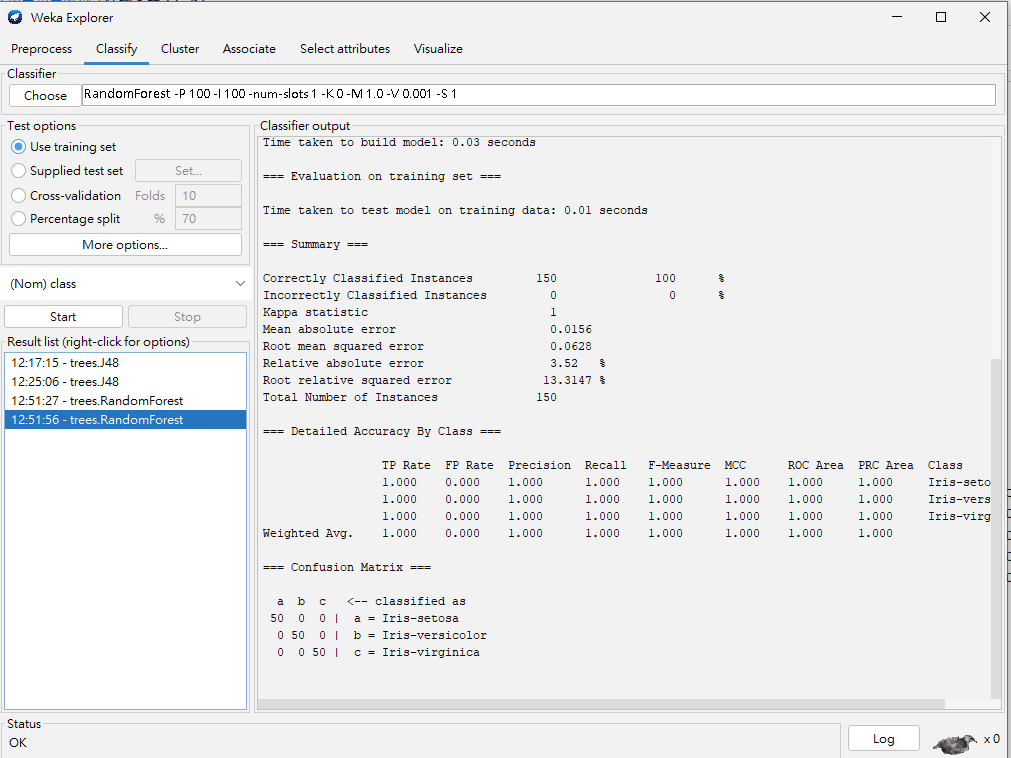 Weka Explorer
Preprocess Classify Cluster Associate Select attributes Visualize
Classifier
Choose RandomForest -P 100 -I 100 -num-slots 1 -K 0 -M 1.0 -V 0.001 -S 1
Test options
Use training set
Supplied test set Set...
Cross-validation Folds 10
Percentage split % 70
More options...
(Nom) class
Start Stop
Result list (right-click for options)
12:17:15 - trees.J48
12:25:06 - trees.J48
12:51:27 - trees.RandomForest
12:51:56 - trees.RandomForest
Classifier output
Time taken to build model: 0.03 seconds
=== Evaluation on training set ===
Time taken to test model on training data: 0.01 seconds
=== Summary ===
Correctly Classified Instances 150 100 %
Incorrectly Classified Instances 0 0 %
Kappa statistic 1
Mean absolute error 0.0156
Root mean squared error 0.0628
Relative absolute error 3.52 %
Root relative squared error 13.3147 %
Total Number of Instances 150
=== Detailed Accuracy By Class ===
TP Rate FP Rate Precision Recall F-Measure MCC ROC Area PRC Area Class
1.000 0.000 1.000 1.000 1.000 1.000 1.000 1.000 Iris-seto
1.000 0.000 1.000 1.000 1.000 1.000 1.000 1.000 Iris-vers
1.000 0.000 1.000 1.000 1.000 1.000 1.000 1.000 Iris-virg
Weighted Avg. 1.000 0.000 1.000 1.000 1.000 1.000 1.000 1.000
=== Confusion Matrix ===
a b c <-- classified as
50 0 0 | a = Iris-setosa
0 50 0 | b = Iris-versicolor
0 0 50 | c = Iris-virginica
Status
OK
Log x 0